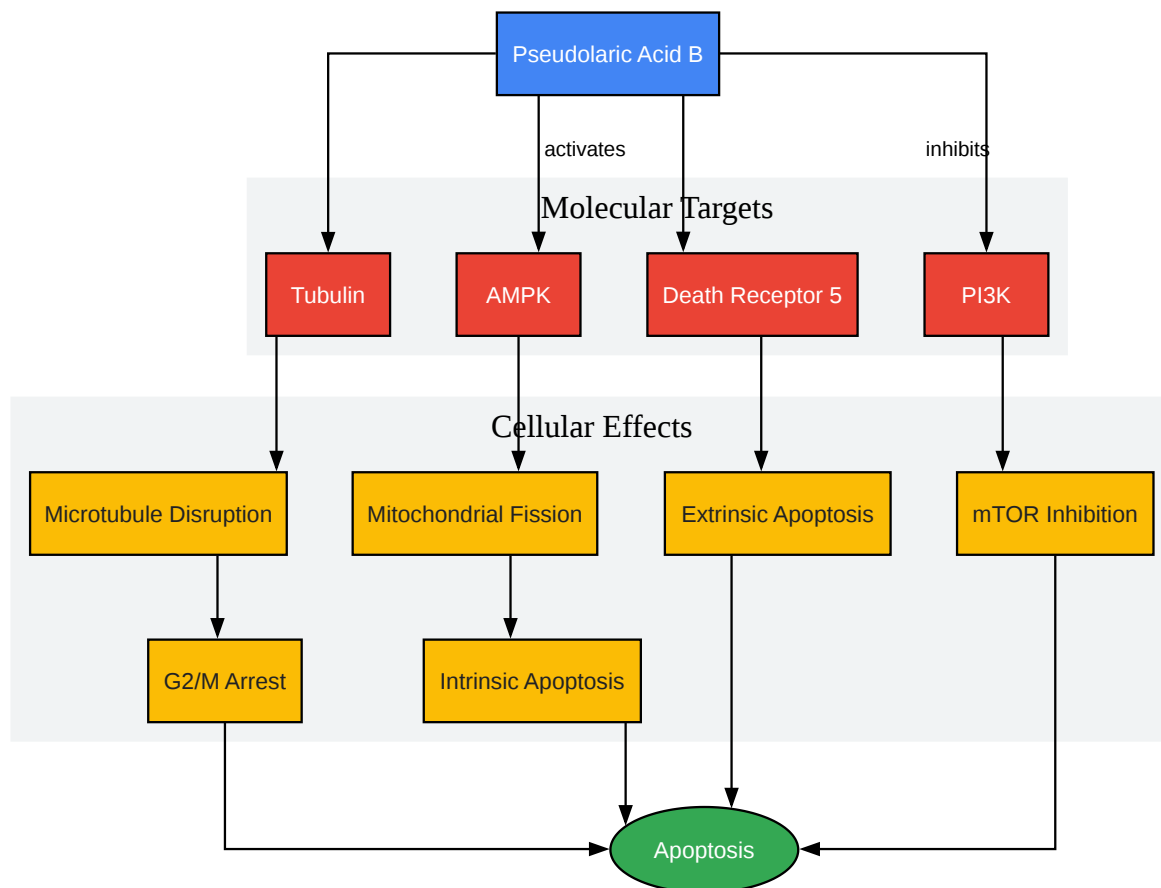 Pseudolaric Acid B
activates
inhibits
Molecular Targets
Tubulin
AMPK
Death Receptor 5
PI3K
Cellular Effects
Microtubule Disruption
Mitochondrial Fission
Extrinsic Apoptosis
mTOR Inhibition
G2/M Arrest
Intrinsic Apoptosis
Apoptosis